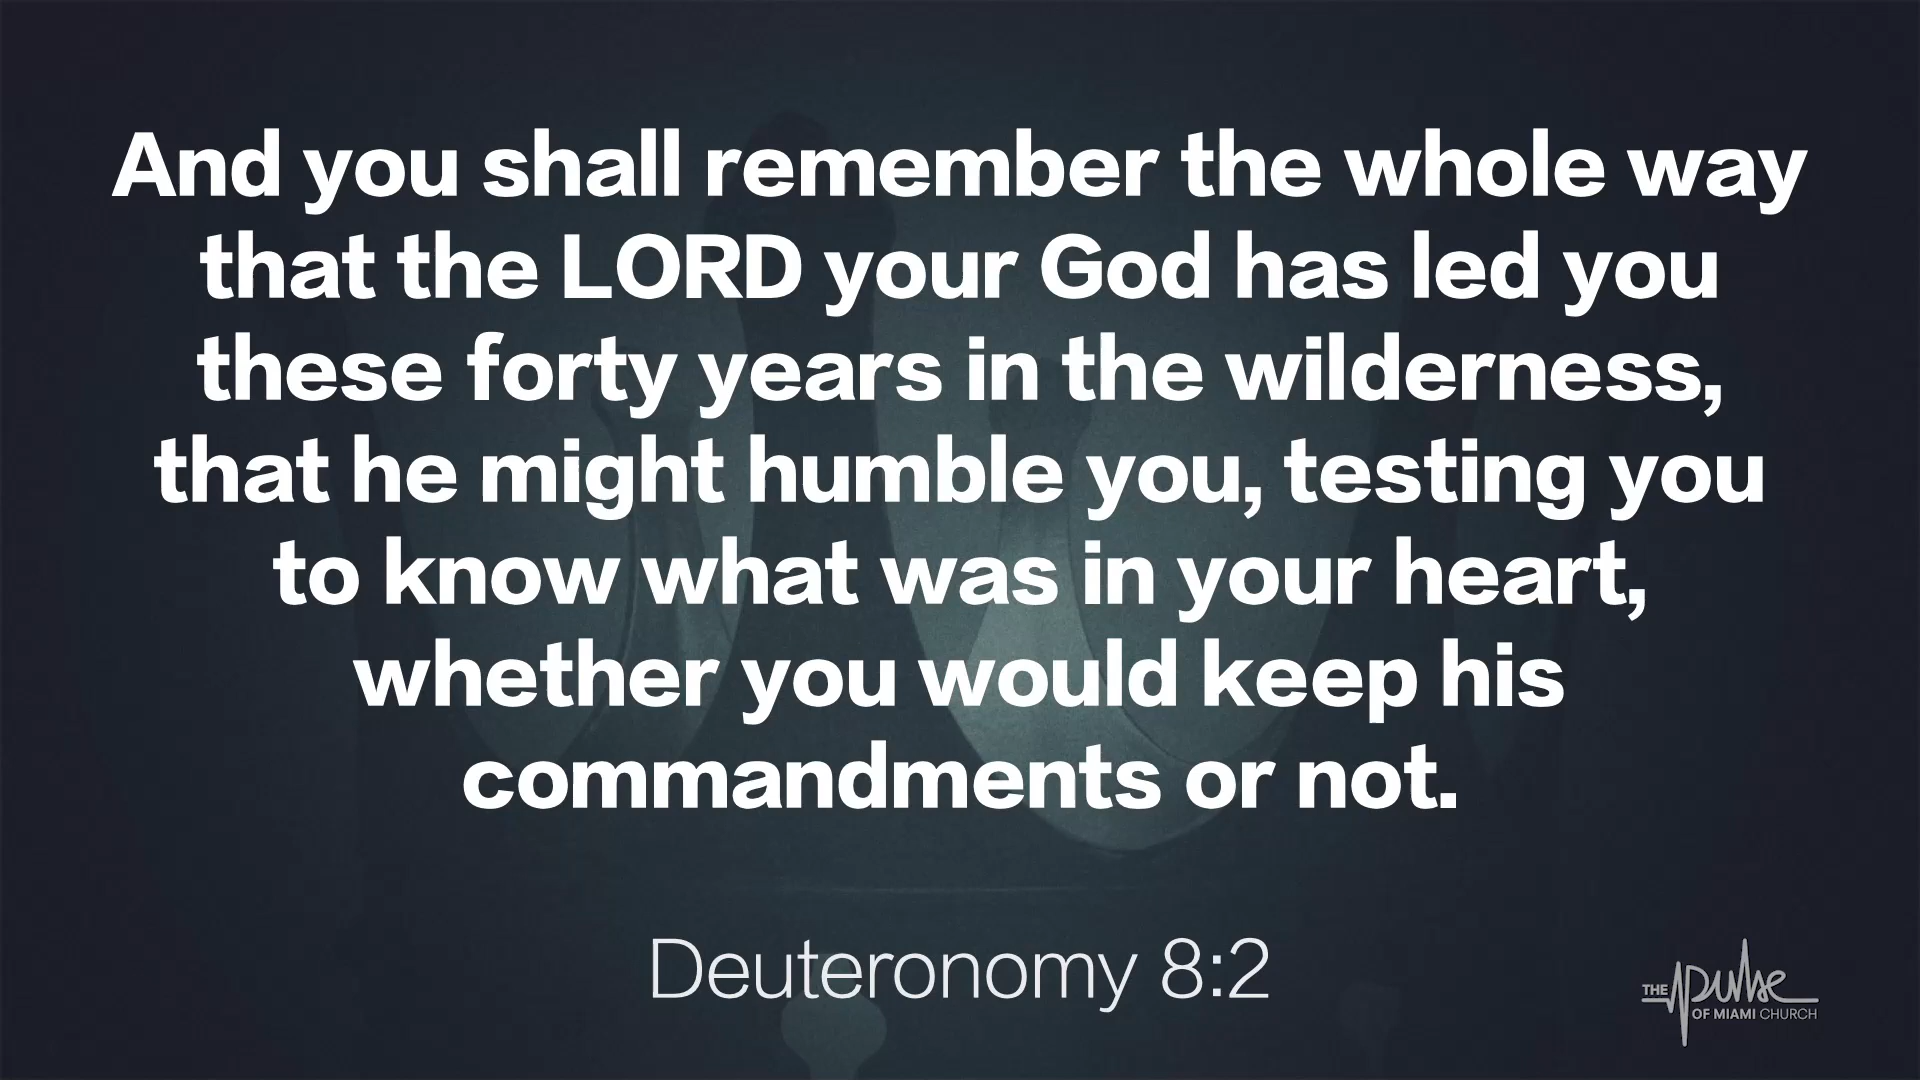 And you shall remember the whole way
that the LORD your God has led you
these forty years in the wilderness,
that he might humble you, testing you
to know what was in your heart,
whether you would keep his
commandments or not.
Deuteronomy 8:2
THE pulse
OF MIAMI CHURCH